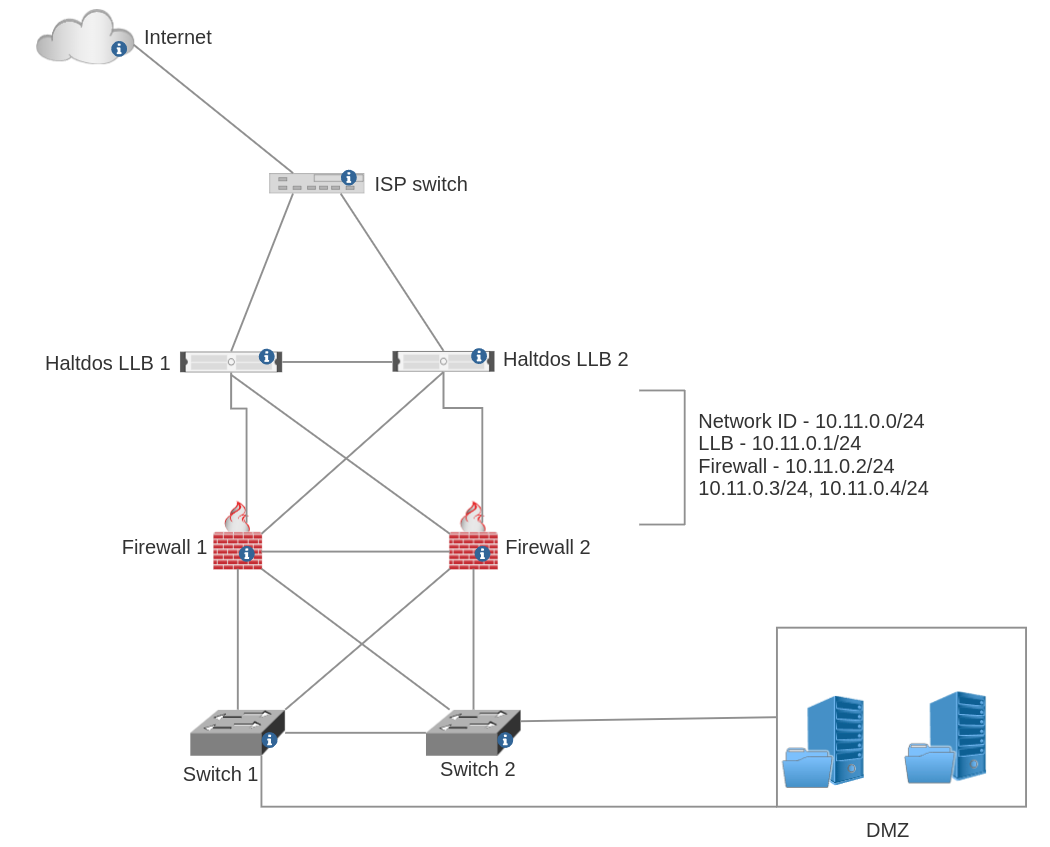 Internet
ISP switch
Haltdos LLB 1
Haltdos LLB 2
Network ID - 10.11.0.0/24
LLB - 10.11.0.1/24
Firewall - 10.11.0.2/24
10.11.0.3/24, 10.11.0.4/24
Firewall 1
Firewall 2
Switch 1
Switch 2
DMZ